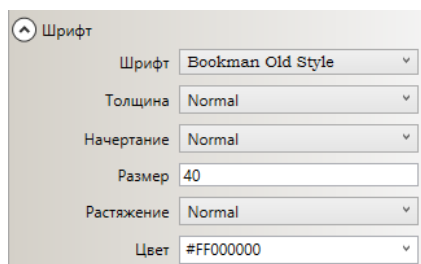 Шрифт
Шрифт Bookman Old Style
Толщина Normal
Начертание Normal
Размер 40
Растяжение Normal
Цвет #FF000000